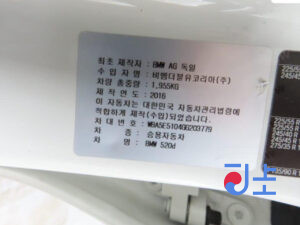 최초 제작자 : BMW AG 독일
수 입 자 명 : 비엠더블유코리아(주)
차량 총중량 : 1,955KG
제 작 연 도 : 2016
이 자동차는 대한민국 자동차관리법령에
적합하게 제작(수입)되었습니다.
차 대 번 호 : WBA5E5104GG203779
차 종 : 승용자동차
차 명 : BMW 520d